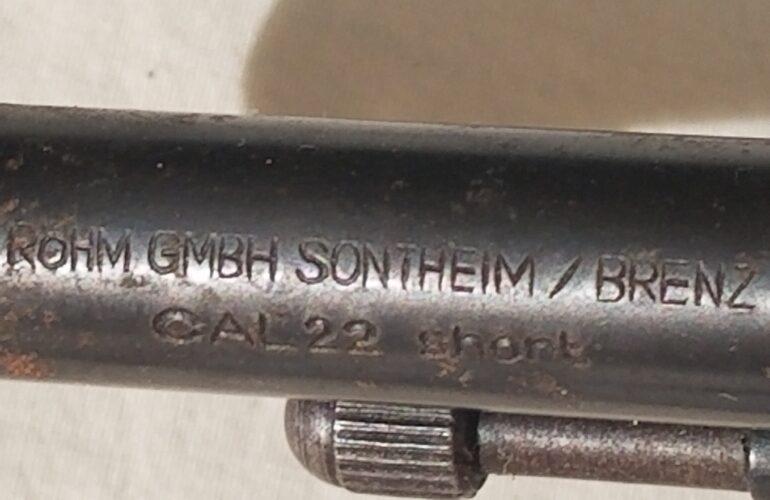 ROHM GMBH SONTHEIM / BRENZ
CAL 22 short